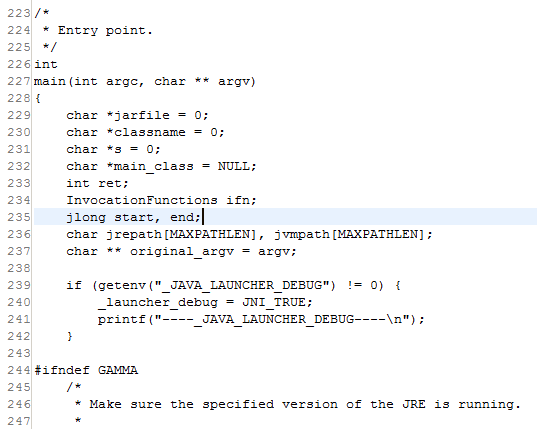 223 /*
224  * Entry point.
225  */
226 int
227 main(int argc, char ** argv)
228 {
229     char *jarfile = 0;
230     char *classname = 0;
231     char *s = 0;
232     char *main_class = NULL;
233     int ret;
234     InvocationFunctions ifn;
235     jlong start, end;
236     char jrepath[MAXPATHLEN], jvmpath[MAXPATHLEN];
237     char ** original_argv = argv;
238
239     if (getenv("_JAVA_LAUNCHER_DEBUG") != 0) {
240         _launcher_debug = JNI_TRUE;
241         printf("----_JAVA_LAUNCHER_DEBUG----\n");
242     }
243
244 #ifndef GAMMA
245     /*
246      * Make sure the specified version of the JRE is running.
247      *